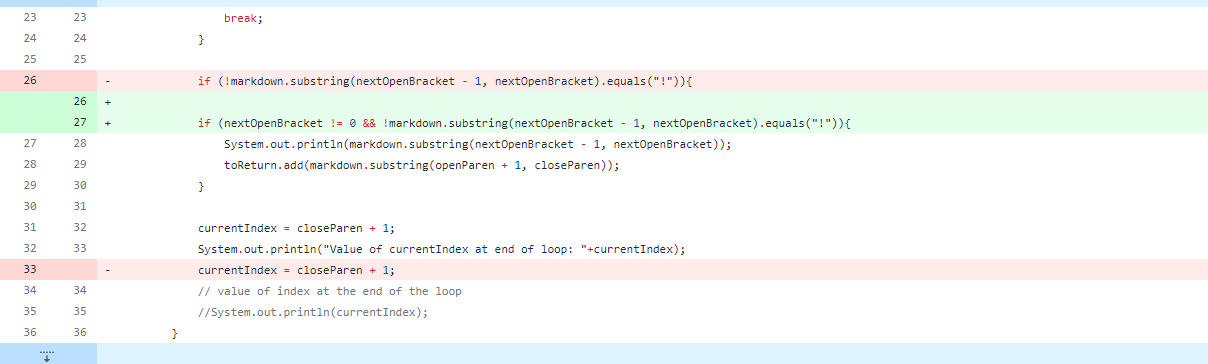 23 23 break;
24 24 }
25 25
26 - if (!markdown.substring(nextOpenBracket - 1, nextOpenBracket).equals("!")){
26 +
27 + if (nextOpenBracket != 0 && !markdown.substring(nextOpenBracket - 1, nextOpenBracket).equals("!")){
27 28 System.out.println(markdown.substring(nextOpenBracket - 1, nextOpenBracket));
28 29 toReturn.add(markdown.substring(openParen + 1, closeParen));
29 30 }
30 31
31 32 currentIndex = closeParen + 1;
32 33 System.out.println("Value of currentIndex at end of loop: "+currentIndex);
33 - currentIndex = closeParen + 1;
34 34 // value of index at the end of the loop
35 35 //System.out.println(currentIndex);
36 36 }